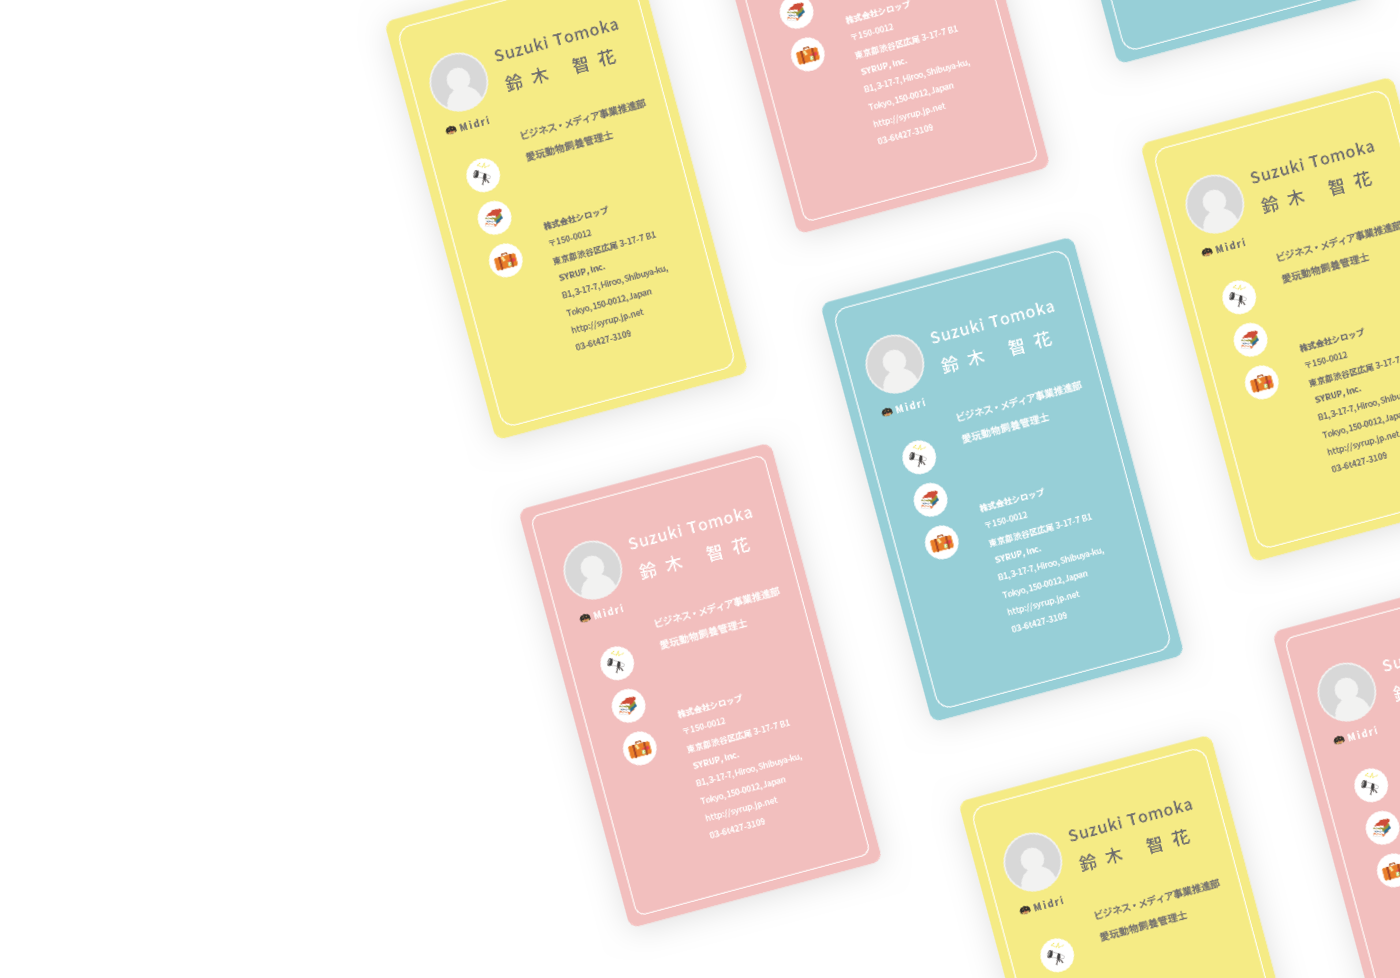 Suzuki Tomoka
鈴木 智花
Midri
ビジネス・メディア事業推進部
愛玩動物飼養管理士
株式会社シロップ
〒150-0012
東京都渋谷区広尾 3-17-7 B1
SYRUP, Inc.
B1,3-17-7, Hiroo, Shibuya-ku,
Tokyo, 150-0012, Japan
http://syrup.jp.net
03-6t427-3109
株式会社シロップ
〒150-0012
東京都渋谷区広尾 3-17-7 B1
SYRUP, Inc.
B1,3-17-7, Hiroo, Shibuya-ku,
Tokyo, 150-0012, Japan
http://syrup.jp.net
03-6t427-3109
Suzuki Tomoka
鈴木 智花
Midri
ビジネス・メディア事業推進部
愛玩動物飼養管理士
株式会社シロップ
〒150-0012
東京都渋谷区広尾 3-17-7
SYRUP, Inc.
B1,3-17-7, Hiroo, Shibu
Tokyo, 150-0012, Japa
http://syrup.jp.net
03-6t427-3109
Suzuki Tomoka
鈴木 智花
Midri
ビジネス・メディア事業推進部
愛玩動物飼養管理士
株式会社シロップ
〒150-0012
東京都渋谷区広尾 3-17-7 B1
SYRUP, Inc.
B1,3-17-7, Hiroo, Shibuya-ku,
Tokyo, 150-0012, Japan
http://syrup.jp.net
03-6t427-3109
Suzuki Tomoka
鈴木 智花
Midri
ビジネス・メディア事業推進部
愛玩動物飼養管理士
株式会社シロップ
〒150-0012
東京都渋谷区広尾 3-17-7 B1
SYRUP, Inc.
B1,3-17-7, Hiroo, Shibuya-ku,
Tokyo, 150-0012, Japan
http://syrup.jp.net
03-6t427-3109
Su
Midri
Suzuki Tomoka
鈴木 智花
Midri
ビジネス・メディア事業推進部
愛玩動物飼養管理士